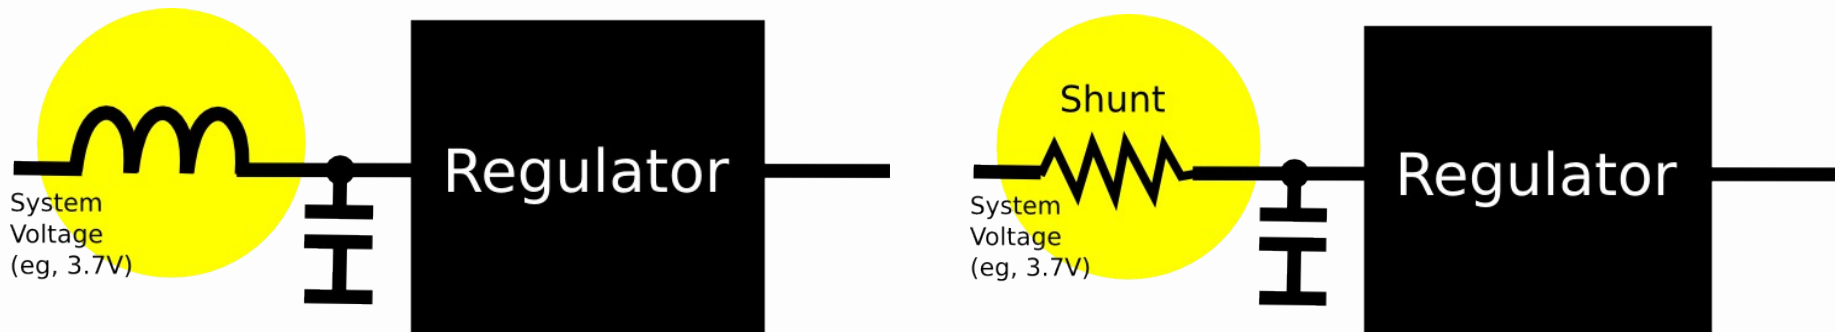 System
Voltage
(eg, 3.7V)
Regulator
Shunt
System
Voltage
(eg, 3.7V)
Regulator